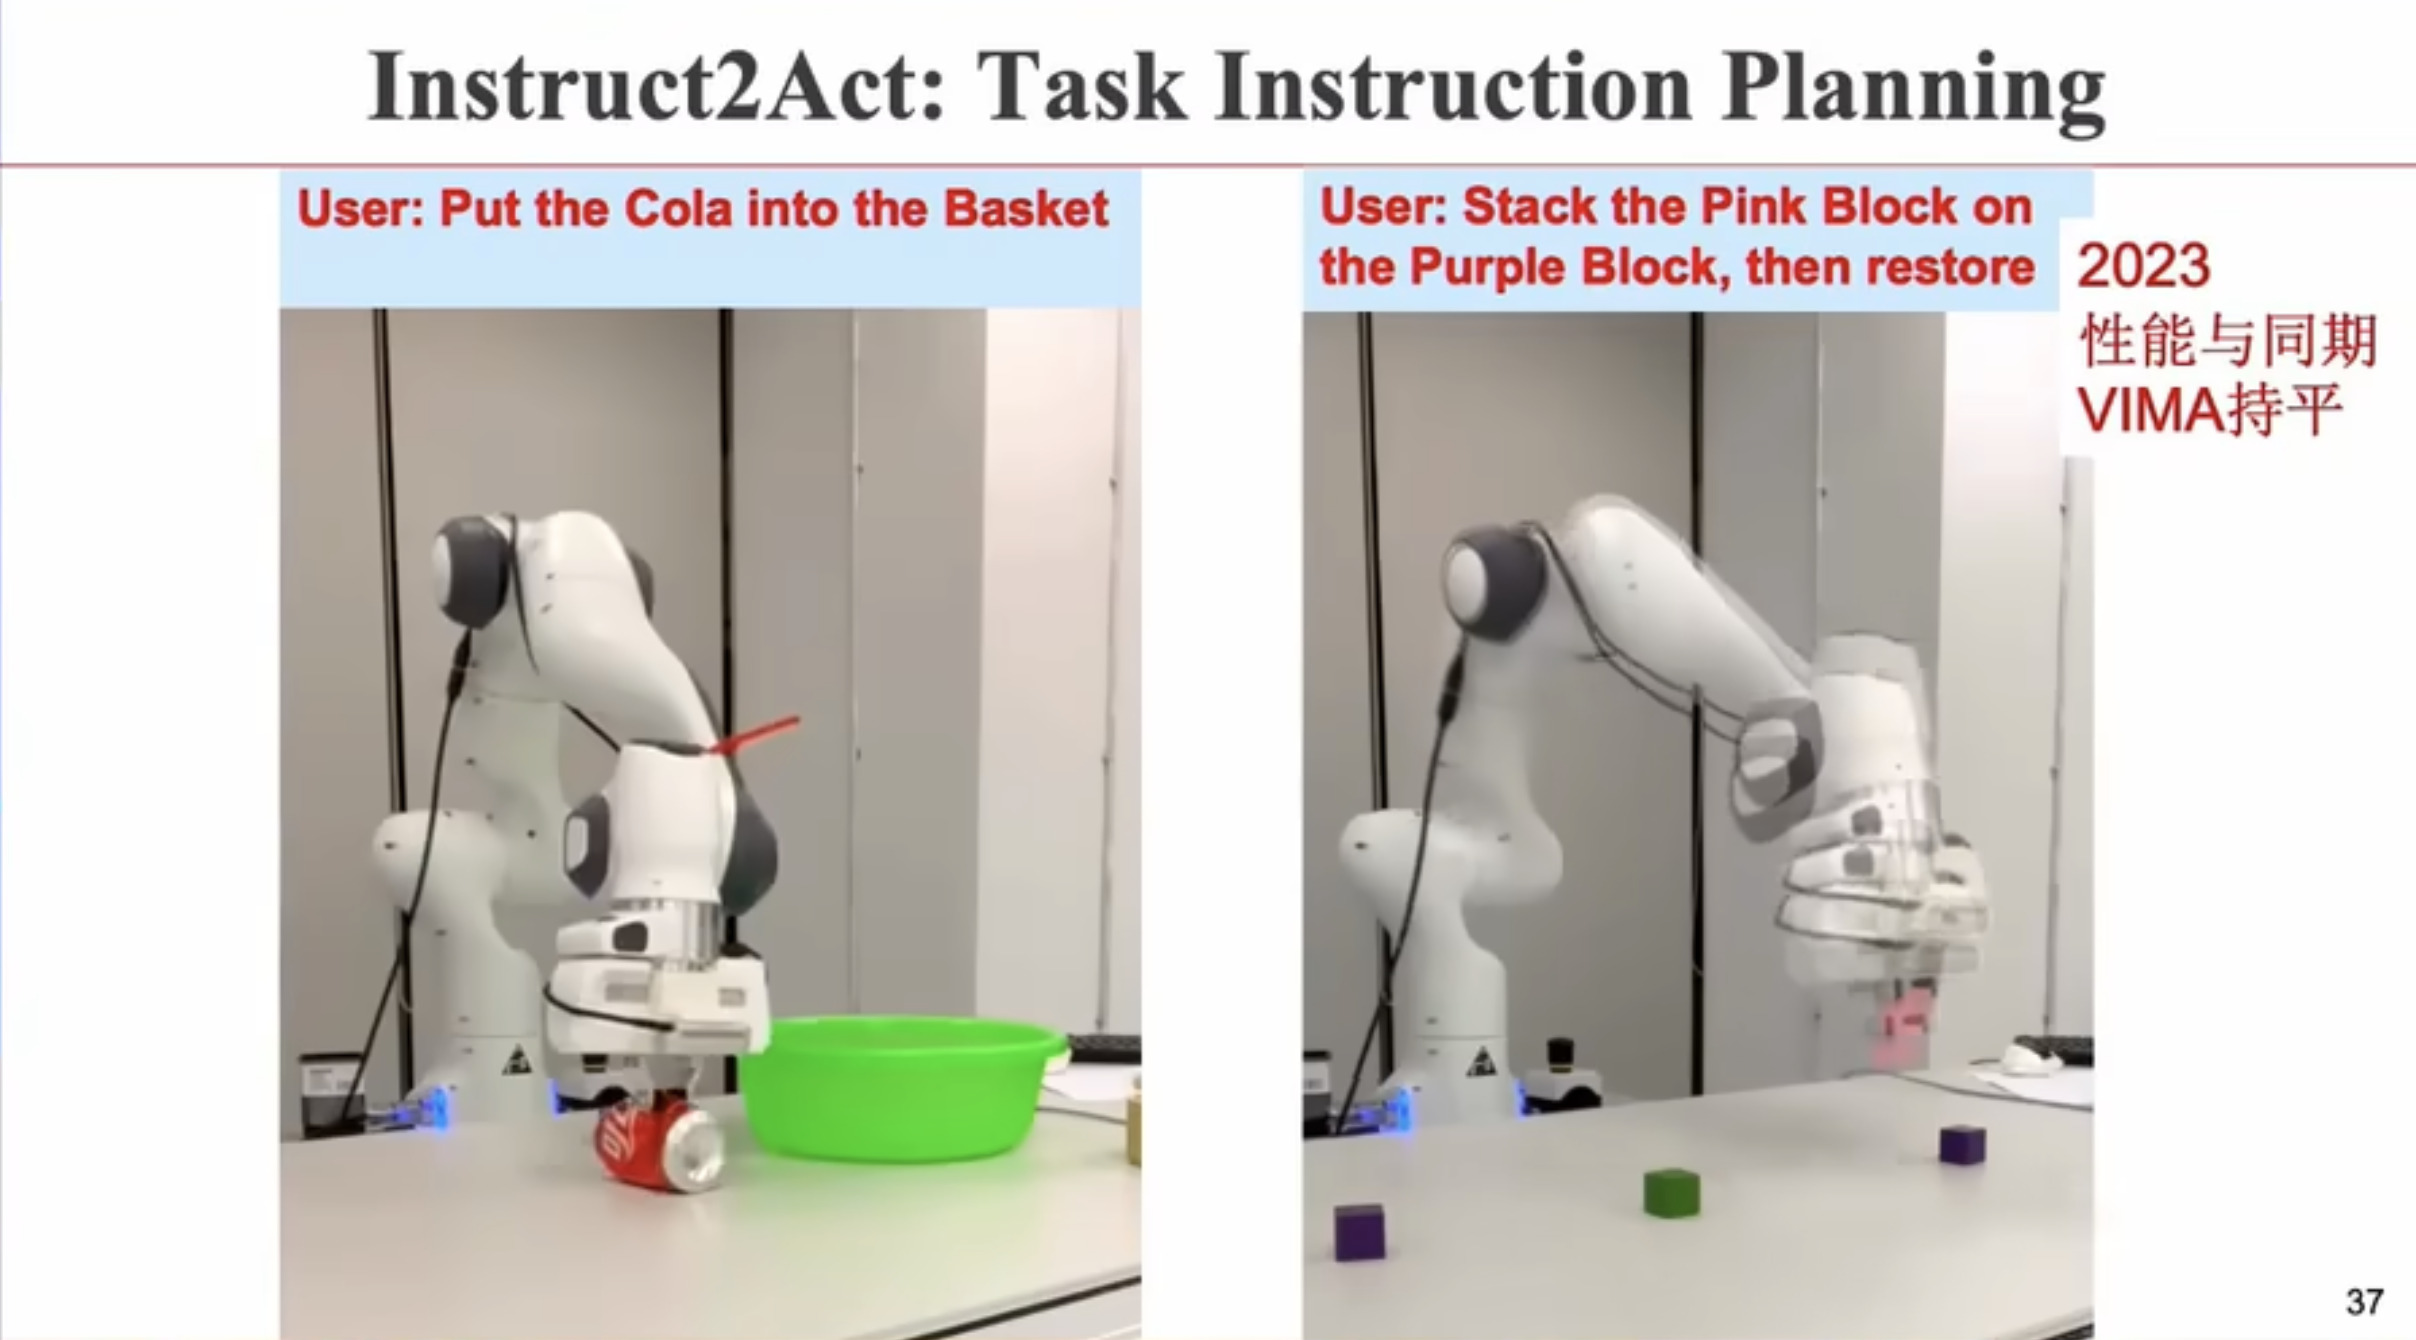 Instruct2Act: Task Instruction Planning
User: Put the Cola into the Basket
User: Stack the Pink Block on
the Purple Block, then restore
2023
性能与同期
VIMA持平
37